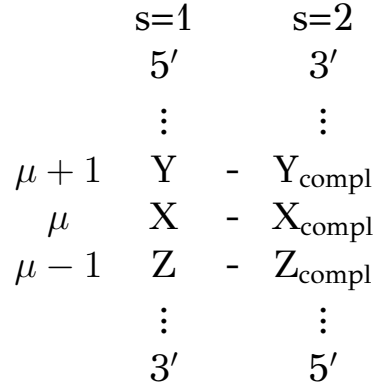 s=1 s=2
5′ 3′
⋮ ⋮
μ + 1 Y - Y_compl
μ X - X_compl
μ − 1 Z - Z_compl
⋮ ⋮
3′ 5′